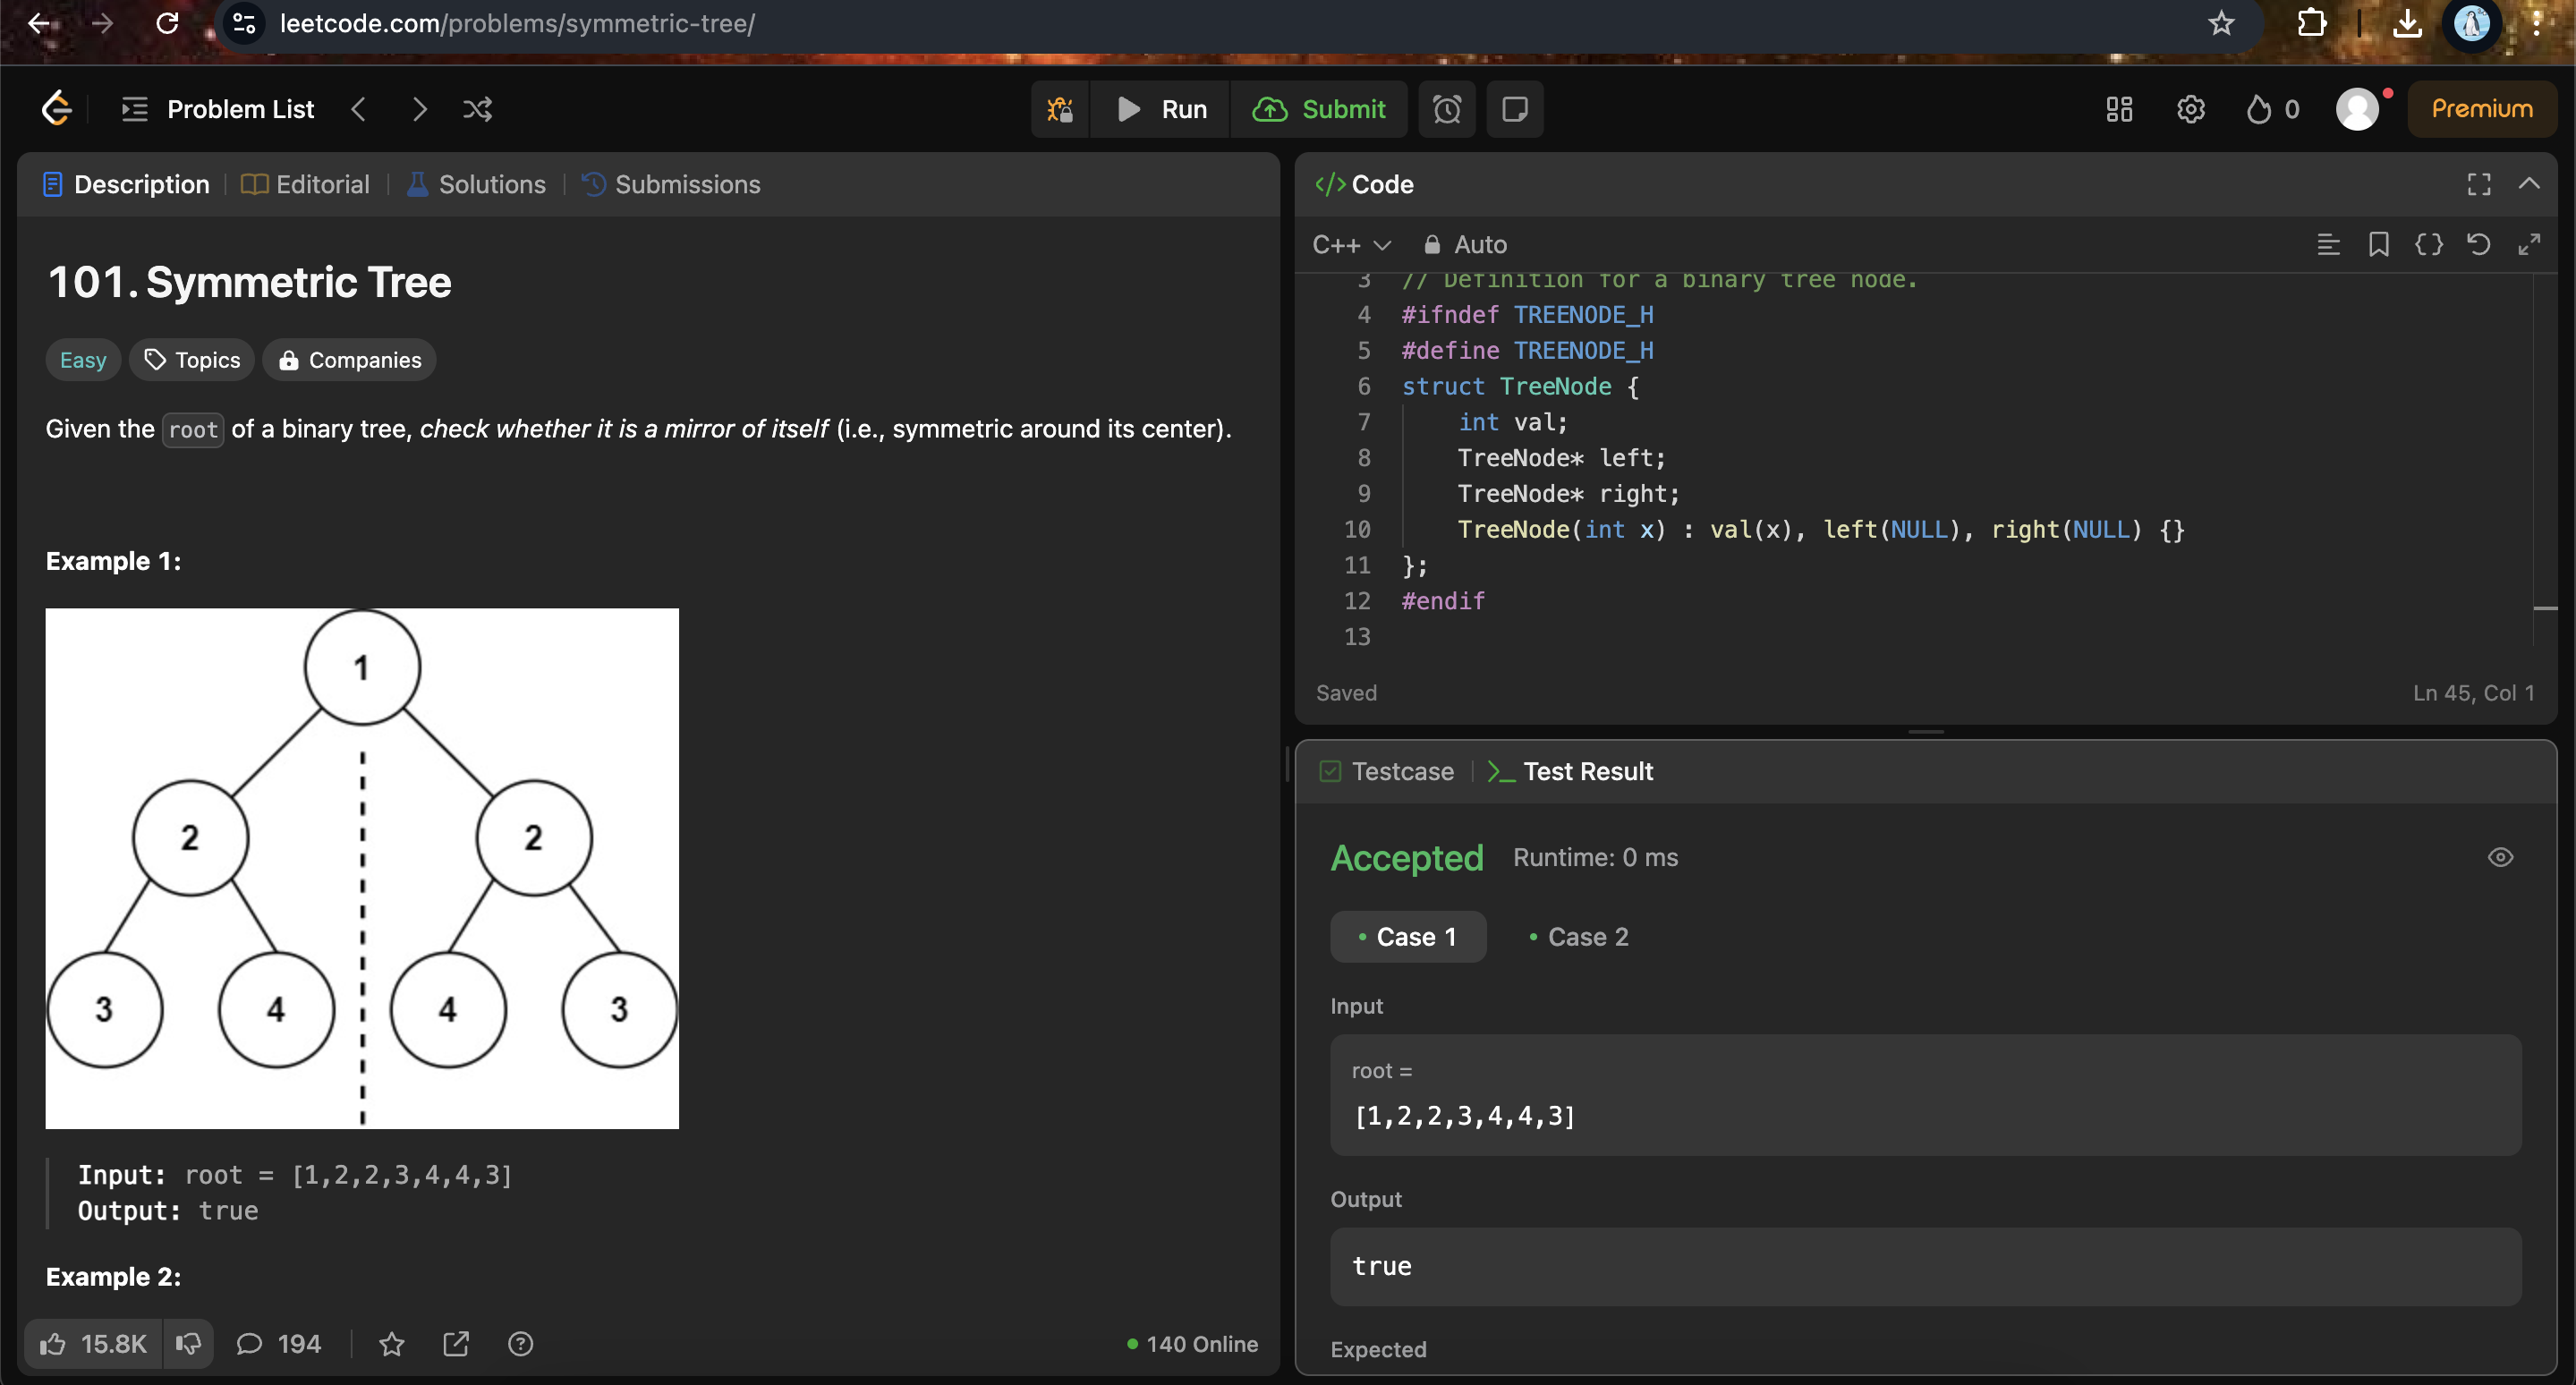 leetcode.com/problems/symmetric-tree/
Problem List
Run
Submit
0
Premium
Description
Editorial
Solutions
Submissions
101. Symmetric Tree
Easy
Topics
Companies
Given the root of a binary tree, check whether it is a mirror of itself (i.e., symmetric around its center).
Example 1:
1
2 2
3 4 4 3
Input: root = [1,2,2,3,4,4,3]
Output: true
Example 2:
15.8K
194
140 Online
</> Code
C++
Auto
3 // Definition for a binary tree node.
4 #ifndef TREENODE_H
5 #define TREENODE_H
6 struct TreeNode {
7 int val;
8 TreeNode* left;
9 TreeNode* right;
10 TreeNode(int x) : val(x), left(NULL), right(NULL) {}
11 };
12 #endif
13
Saved
Ln 45, Col 1
Testcase
>_ Test Result
Accepted
Runtime: 0 ms
• Case 1
• Case 2
Input
root =
[1,2,2,3,4,4,3]
Output
true
Expected